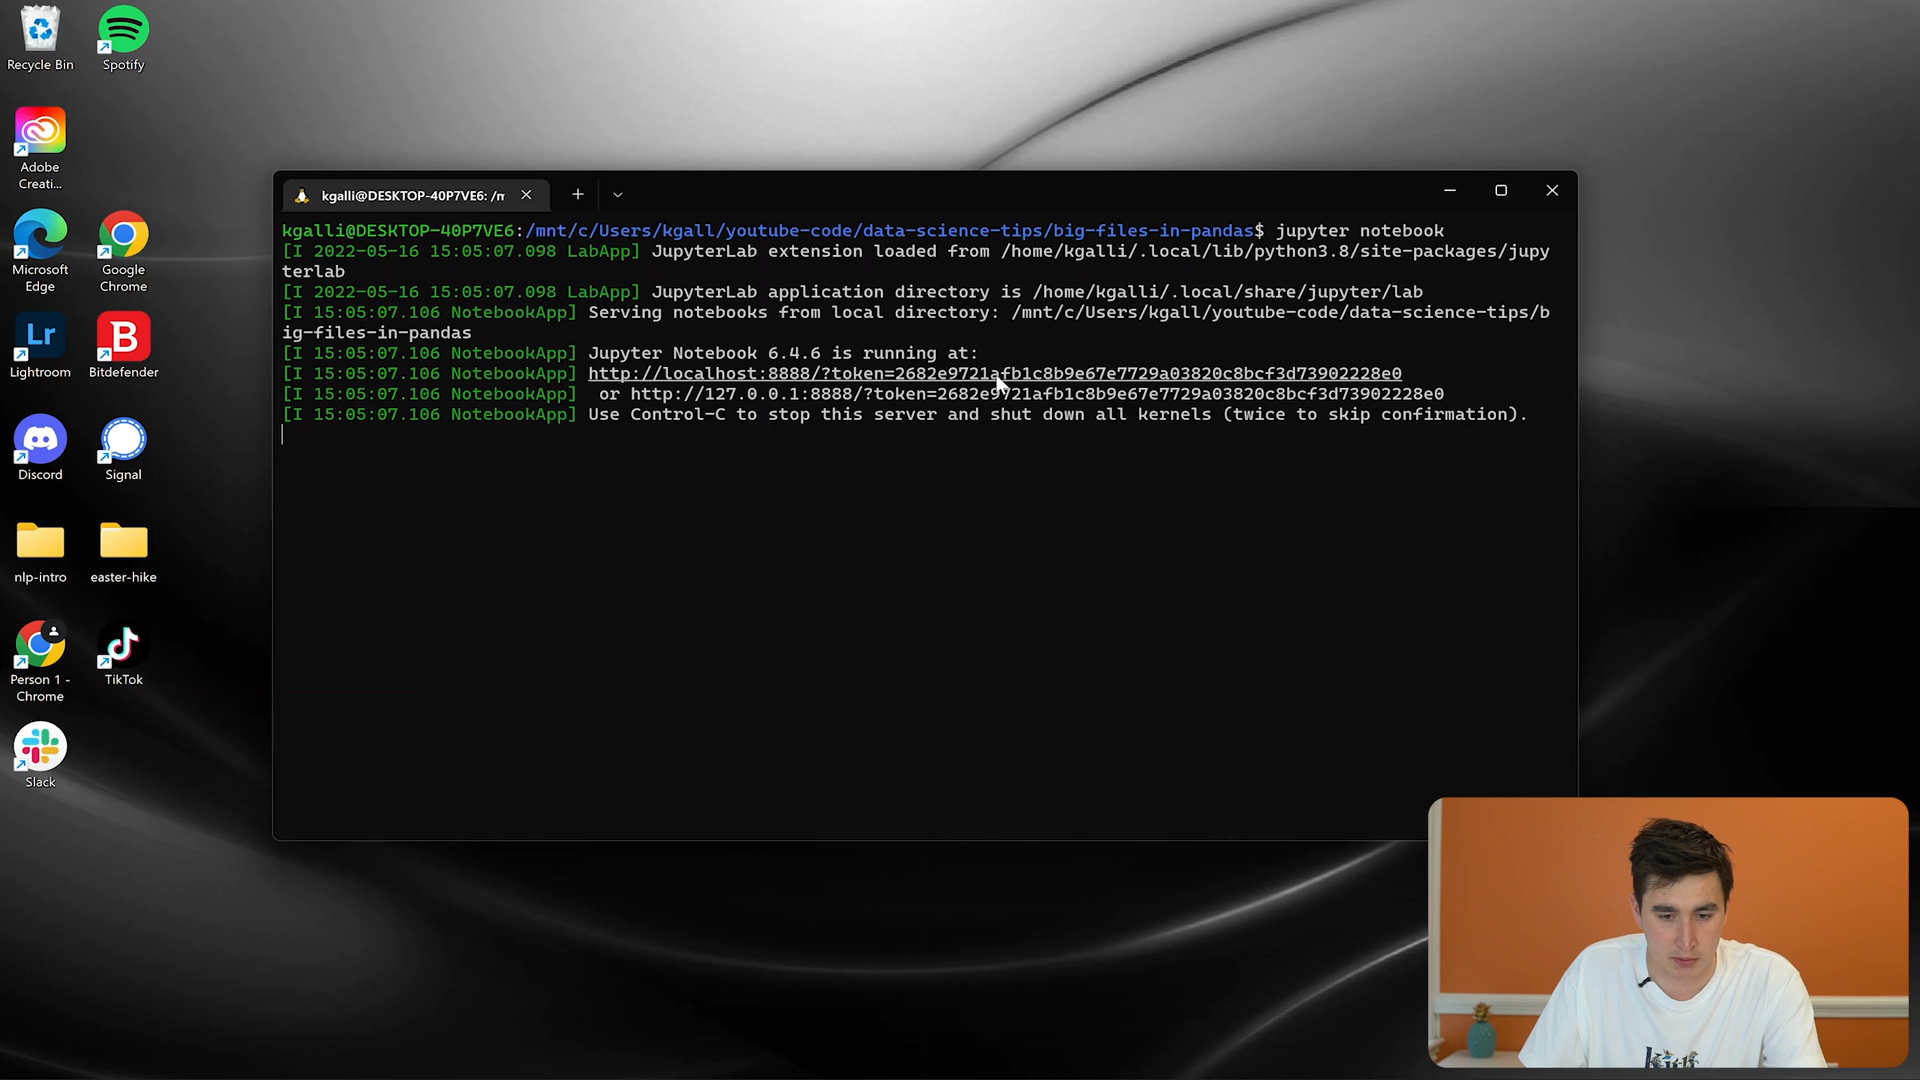 Recycle Bin
Spotify
Adobe
Creati...
Microsoft
Edge
Google
Chrome
Lr
Lightroom
B
Bitdefender
Discord
Signal
nlp-intro
easter-hike
Person 1 -
Chrome
TikTok
Slack
kgalli@DESKTOP-40P7VE6: /m
kgalli@DESKTOP-40P7VE6:/mnt/c/Users/kgall/youtube-code/data-science-tips/big-files-in-pandas$ jupyter notebook
[I 2022-05-16 15:05:07.098 LabApp] JupyterLab extension loaded from /home/kgalli/.local/lib/python3.8/site-packages/jupy
terlab
[I 2022-05-16 15:05:07.098 LabApp] JupyterLab application directory is /home/kgalli/.local/share/jupyter/lab
[I 15:05:07.106 NotebookApp] Serving notebooks from local directory: /mnt/c/Users/kgall/youtube-code/data-science-tips/b
ig-files-in-pandas
[I 15:05:07.106 NotebookApp] Jupyter Notebook 6.4.6 is running at:
[I 15:05:07.106 NotebookApp] http://localhost:8888/?token=2682e9721afb1c8b9e67e7729a03820c8bcf3d73902228e0
[I 15:05:07.106 NotebookApp]  or http://127.0.0.1:8888/?token=2682e9721afb1c8b9e67e7729a03820c8bcf3d73902228e0
[I 15:05:07.106 NotebookApp] Use Control-C to stop this server and shut down all kernels (twice to skip confirmation).